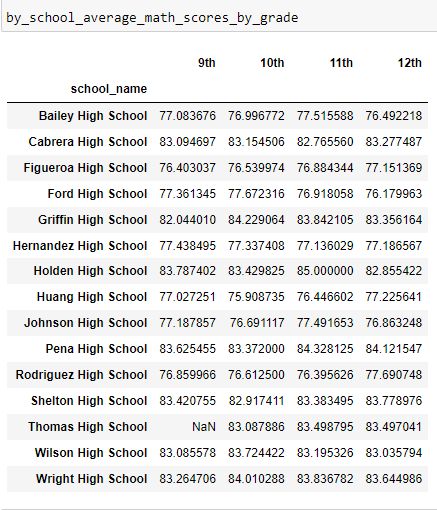 by_school_average_math_scores_by_grade
9th 10th 11th 12th
school_name
Bailey High School 77.083676 76.996772 77.515588 76.492218
Cabrera High School 83.094697 83.154506 82.765560 83.277487
Figueroa High School 76.403037 76.539974 76.884344 77.151369
Ford High School 77.361345 77.672316 76.918058 76.179963
Griffin High School 82.044010 84.229064 83.842105 83.356164
Hernandez High School 77.438495 77.337408 77.136029 77.186567
Holden High School 83.787402 83.429825 85.000000 82.855422
Huang High School 77.027251 75.908735 76.446602 77.225641
Johnson High School 77.187857 76.691117 77.491653 76.863248
Pena High School 83.625455 83.372000 84.328125 84.121547
Rodriguez High School 76.859966 76.612500 76.395626 77.690748
Shelton High School 83.420755 82.917411 83.383495 83.778976
Thomas High School NaN 83.087886 83.498795 83.497041
Wilson High School 83.085578 83.724422 83.195326 83.035794
Wright High School 83.264706 84.010288 83.836782 83.644986